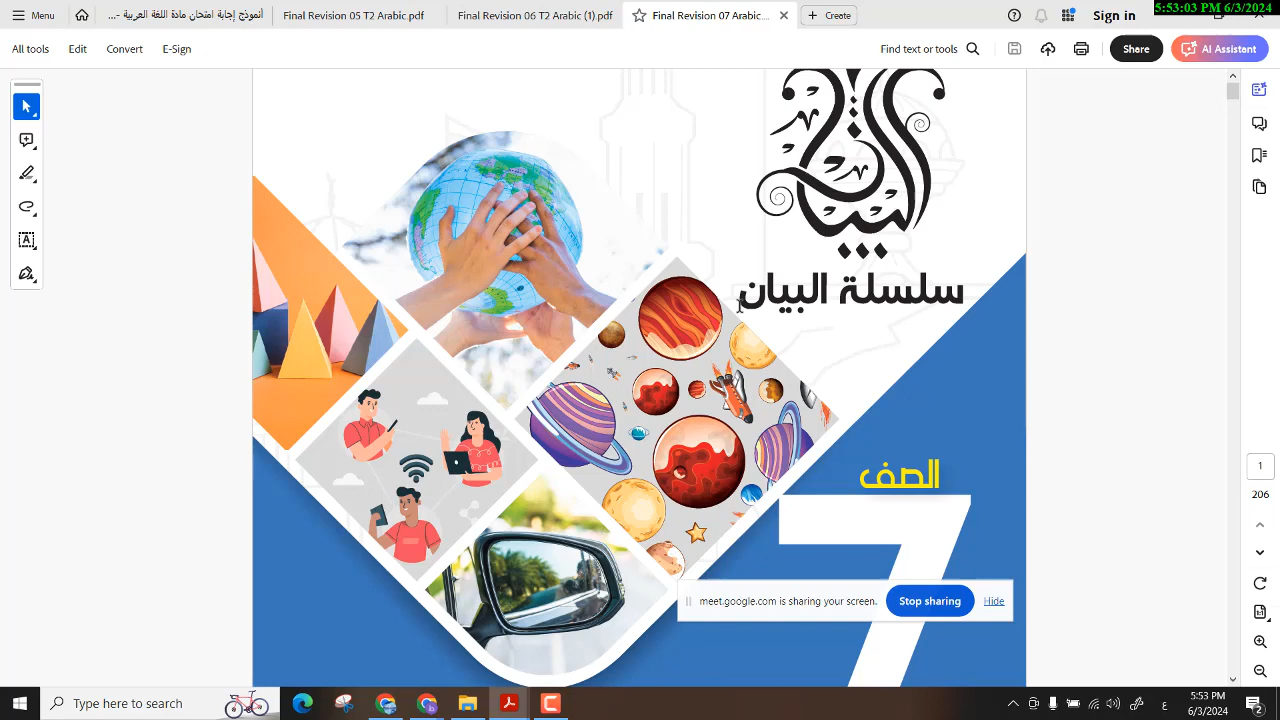 5:53:03 PM 6/3/2024
Menu
أنموذج إجابة امتحان مادة اللغة العربية - ...
Final Revision 05 T1 Arabic.pdf
Final Revision 06 T2 Arabic (1).pdf
Final Revision 07 Arabic...
Create
Sign in
All tools
Edit
Convert
E-Sign
Find text or tools
Share
AI Assistant
البيان
سلسلة البيان
الصف
7
meet.google.com is sharing your screen.
Stop sharing
Hide
1
206
Type here to search
5:53 PM
6/3/2024
ع
2